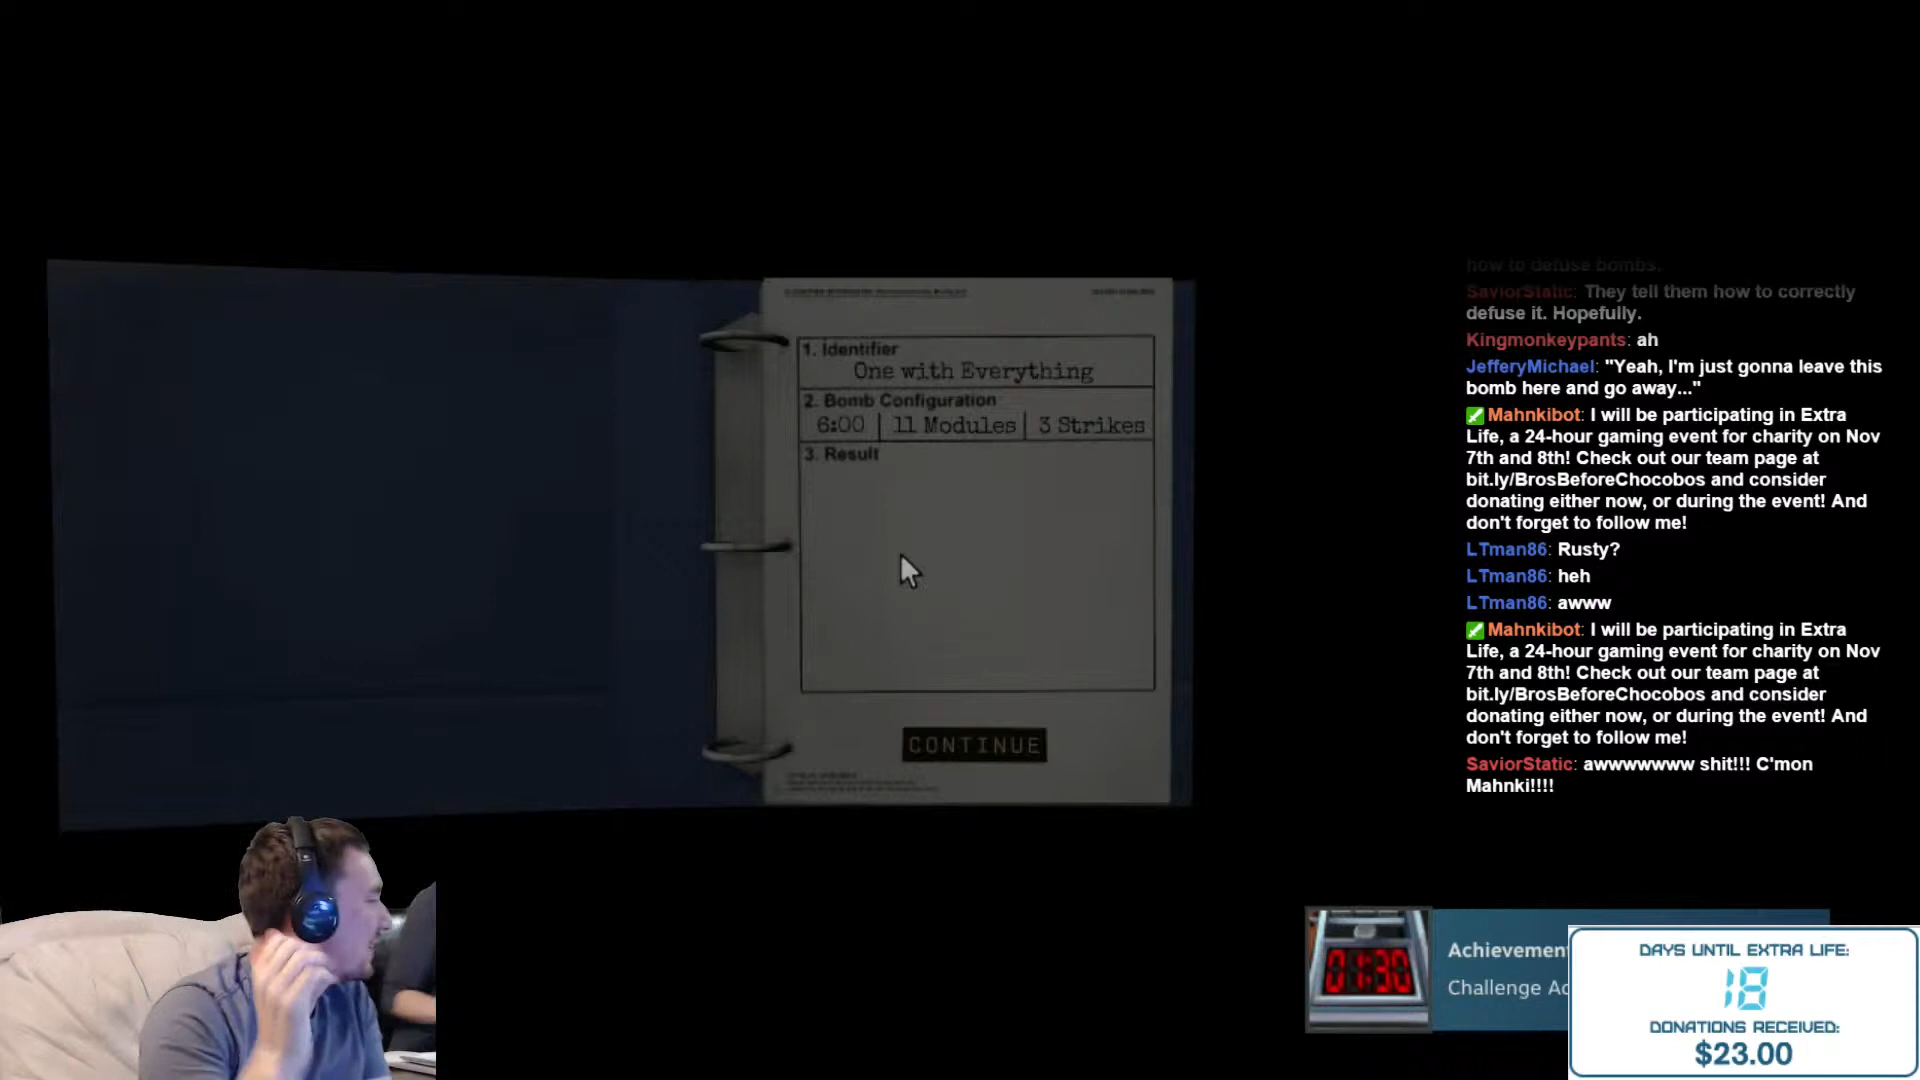 1. Identifier
One with Everything
2. Bomb Configuration
6:00 | 11 Modules | 3 Strikes
3. Result
CONTINUE
how to defuse bombs.
SaviorStatic: They tell them how to correctly
defuse it. Hopefully.
Kingmonkeypants: ah
JefferyMichael: "Yeah, I'm just gonna leave this
bomb here and go away..."
Mahnkibot: I will be participating in Extra
Life, a 24-hour gaming event for charity on Nov
7th and 8th! Check out our team page at
bit.ly/BrosBeforeChocobos and consider
donating either now, or during the event! And
don't forget to follow me!
LTman86: Rusty?
LTman86: heh
LTman86: awww
Mahnkibot: I will be participating in Extra
Life, a 24-hour gaming event for charity on Nov
7th and 8th! Check out our team page at
bit.ly/BrosBeforeChocobos and consider
donating either now, or during the event! And
don't forget to follow me!
SaviorStatic: awwwwwww shit!!! C'mon
Mahnki!!!!
01:30
Achievement
Challenge Ac
DAYS UNTIL EXTRA LIFE:
18
DONATIONS RECEIVED:
$23.00